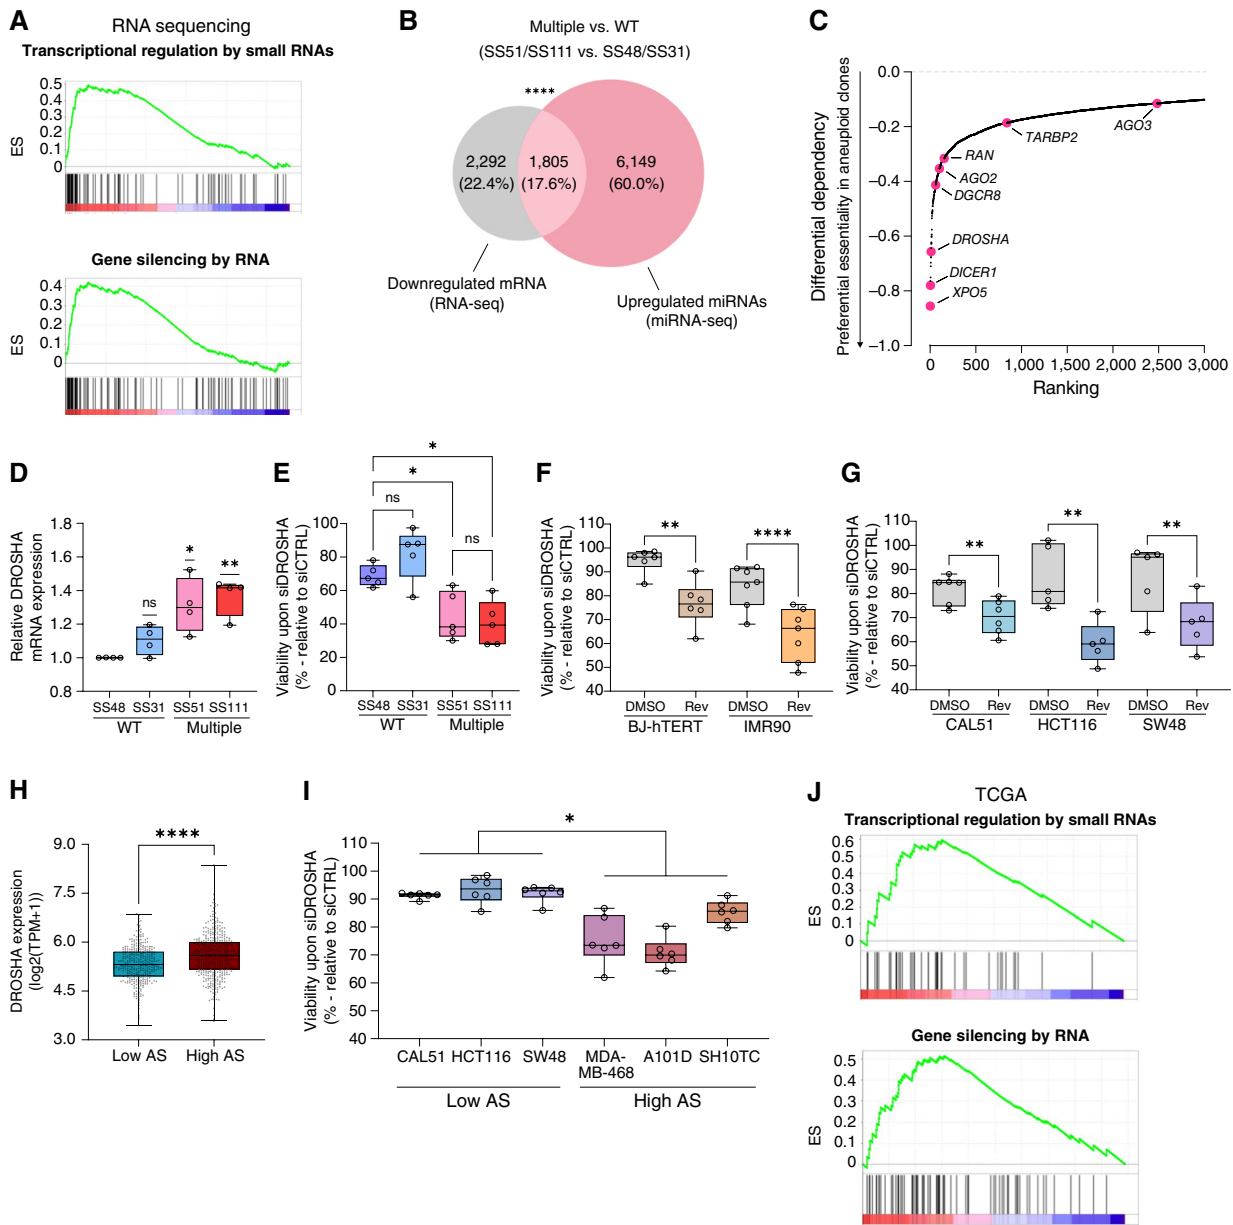 A
RNA sequencing
Transcriptional regulation by small RNAs
ES
0.5
0.4
0.3
0.2
0.1
0
Gene silencing by RNA
ES
0.4
0.3
0.2
0.1
0
B
Multiple vs. WT
(SS51/SS111 vs. SS48/SS31)
****
2,292
(22.4%)
1,805
(17.6%)
6,149
(60.0%)
Downregulated mRNA
(RNA-seq)
Upregulated miRNAs
(miRNA-seq)
C
Differential dependency
Preferential essentiality in aneuploid clones
0.0
–0.2
–0.4
–0.6
–0.8
–1.0
AGO3
TARBP2
RAN
AGO2
DGCR8
DROSHA
DICER1
XPO5
0 500 1,000 1,500 2,000 2,500 3,000
Ranking
D
Relative DROSHA
mRNA expression
1.8
1.6
1.4
1.2
1.0
0.8
ns
*
**
SS48 SS31 SS51 SS111
WT Multiple
E
Viability upon siDROSHA
(% - relative to siCTRL)
100
80
60
40
20
0
*
*
ns
ns
SS48 SS31 SS51 SS111
WT Multiple
F
Viability upon siDROSHA
(% - relative to siCTRL)
110
100
90
80
70
60
50
40
**
****
DMSO Rev DMSO Rev
BJ-hTERT IMR90
G
Viability upon siDROSHA
(% - relative to siCTRL)
110
100
90
80
70
60
50
40
**
**
**
DMSO Rev DMSO Rev DMSO Rev
CAL51 HCT116 SW48
H
DROSHA expression
(log2(TPM+1))
9.0
7.5
6.0
4.5
3.0
****
Low AS High AS
I
Viability upon siDROSHA
(% - relative to siCTRL)
110
100
90
80
70
60
50
40
*
CAL51 HCT116 SW48 MDA- A101D SH10TC
MB-468
Low AS High AS
J
TCGA
Transcriptional regulation by small RNAs
ES
0.6
0.5
0.4
0.3
0.2
0.1
0
Gene silencing by RNA
ES
0.5
0.4
0.3
0.2
0.1
0